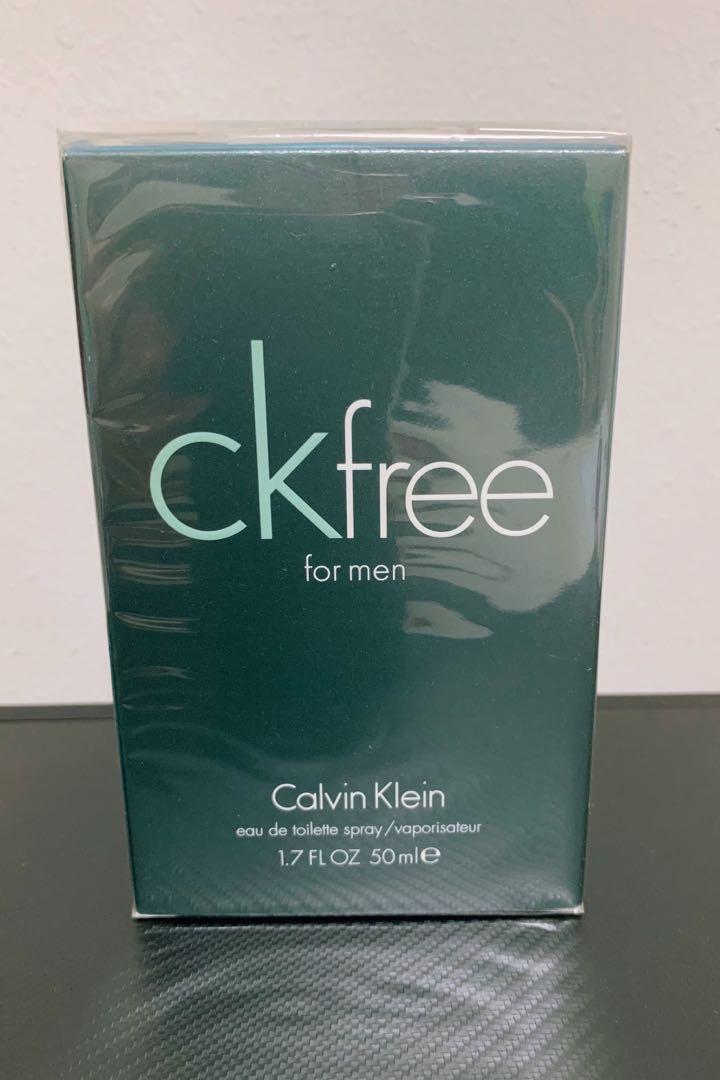 ckfree
for men
Calvin Klein
eau de toilette spray/vaporisateur
1.7 FL OZ 50 ml e